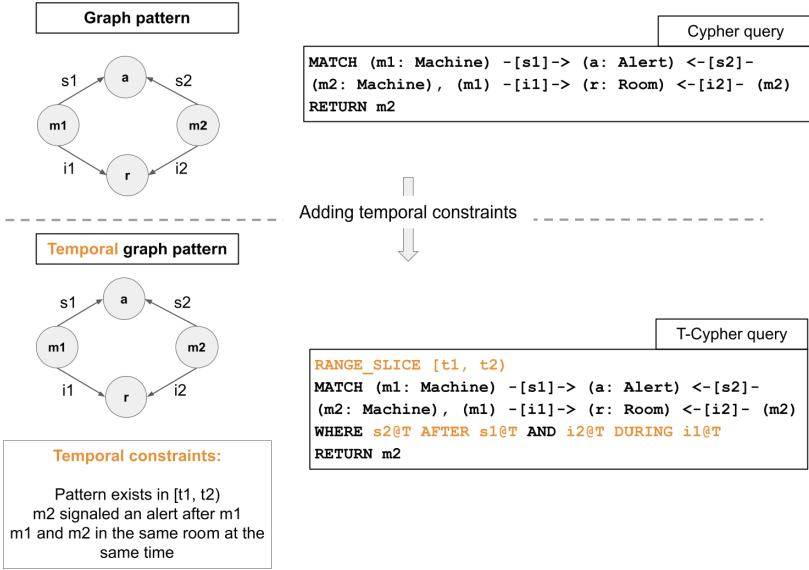 Graph pattern
Cypher query
s1
a
s2
m1
m2
i1
r
i2
MATCH (m1: Machine) -[s1]-> (a: Alert) <-[s2]-
(m2: Machine), (m1) -[i1]-> (r: Room) <-[i2]- (m2)
RETURN m2
Adding temporal constraints
Temporal graph pattern
s1
a
s2
m1
m2
i1
r
i2
T-Cypher query
RANGE_SLICE [t1, t2)
MATCH (m1: Machine) -[s1]-> (a: Alert) <-[s2]-
(m2: Machine), (m1) -[i1]-> (r: Room) <-[i2]- (m2)
WHERE s2@T AFTER s1@T AND i2@T DURING i1@T
RETURN m2
Temporal constraints:
Pattern exists in [t1, t2)
m2 signaled an alert after m1
m1 and m2 in the same room at the
same time